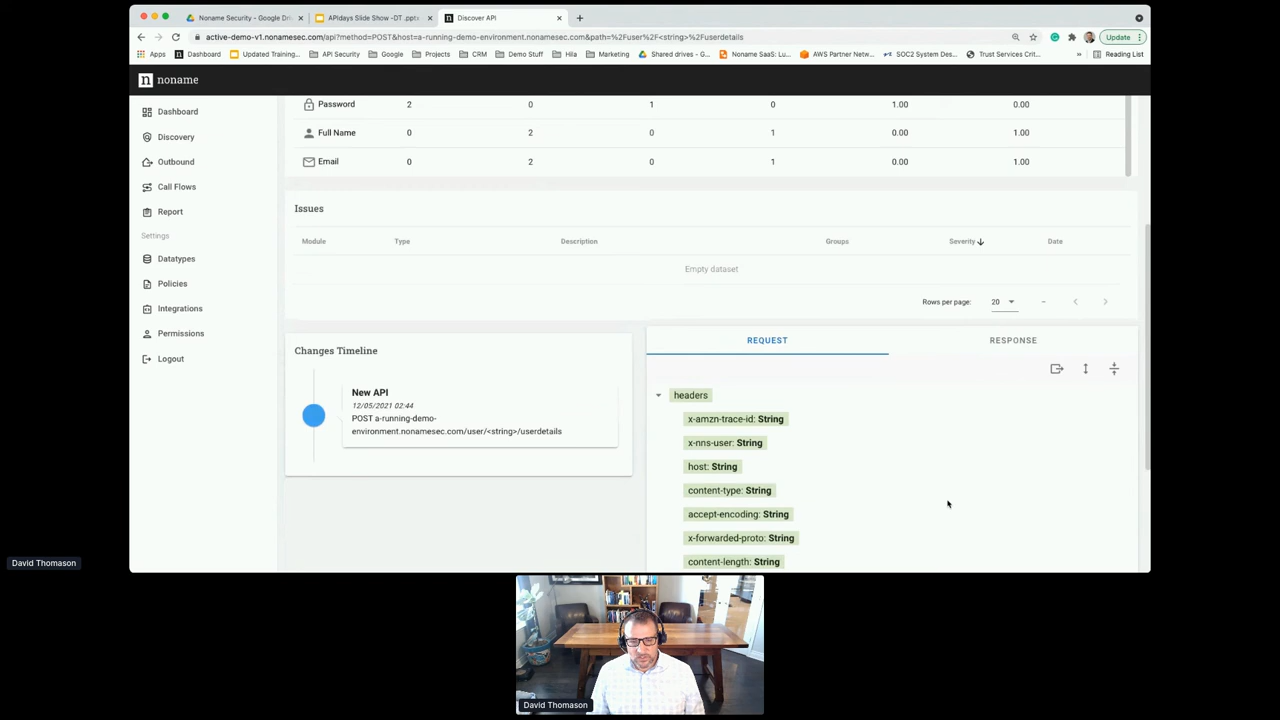 Noname Security - Google Dri
APIdays Slide Show -DT .pptx
Discover API
active-demo-v1.nonamesec.com/api?method=POST&host=a-running-demo-environment.nonamesec.com&path=%2Fuser%2F<string>%2Fuserdetails
Update
Apps
Dashboard
Updated Training...
API Security
Google
Projects
CRM
Demo Stuff
Hila
Marketing
Shared drives - G...
Noname SaaS: Lu...
AWS Partner Netw...
SOC2 System Des...
Trust Services Crit...
Reading List
n noname
Dashboard
Discovery
Outbound
Call Flows
Report
Settings
Datatypes
Policies
Integrations
Permissions
Logout
Password 2 0 1 0 1.00 0.00
Full Name 0 2 0 1 0.00 1.00
Email 0 2 0 1 0.00 1.00
Issues
Module Type Description Groups Severity Date
Empty dataset
Rows per page: 20 –
Changes Timeline
New API
12/05/2021 02:44
POST a-running-demo-
environment.nonamesec.com/user/<string>/userdetails
REQUEST RESPONSE
headers
x-amzn-trace-id: String
x-nns-user: String
host: String
content-type: String
accept-encoding: String
x-forwarded-proto: String
content-length: String
David Thomason
David Thomason